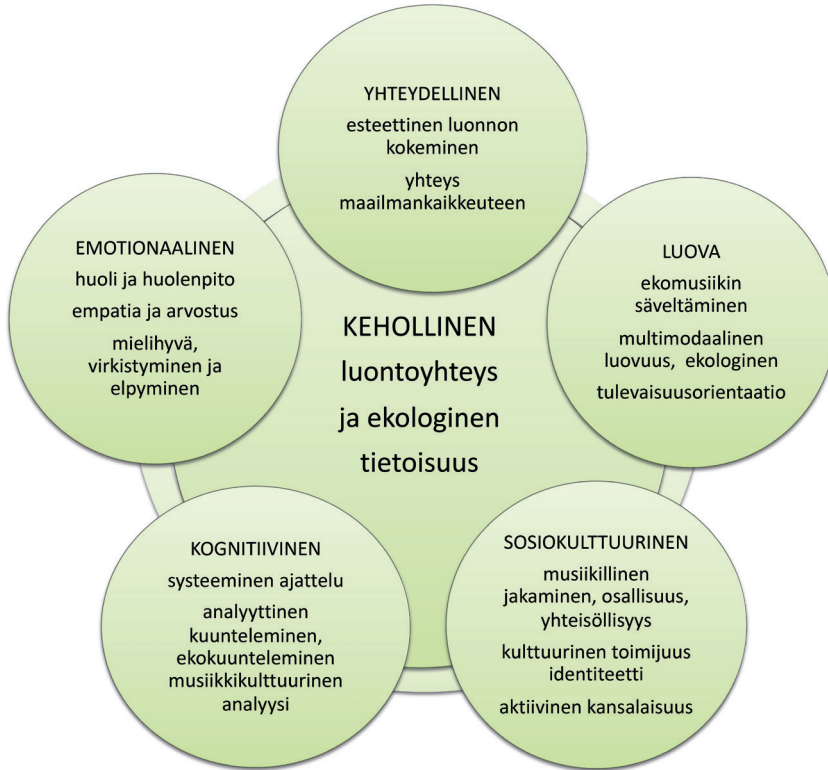 YHTEYDELLINEN
esteettinen luonnon
kokeminen
yhteys
maailmankaikkeuteen
EMOTIONAALINEN
huoli ja huolenpito
empatia ja arvostus
mielihyvä,
virkistyminen ja
elpyminen
LUOVA
ekomusiikin
säveltäminen
multimodaalinen
luovuus, ekologinen
tulevaisuusorientaatio
KEHOLLINEN
luontoyhteys
ja ekologinen
tietoisuus
KOGNITIIVINEN
systeeminen ajattelu
analyyttinen
kuunteleminen,
ekokuunteleminen
musiikkikulttuurinen
analyysi
SOSIOKULTTUURINEN
musiikillinen
jakaminen, osallisuus,
yhteisöllisyys
kulttuurinen toimijuus
identiteetti
aktiivinen kansalaisuus